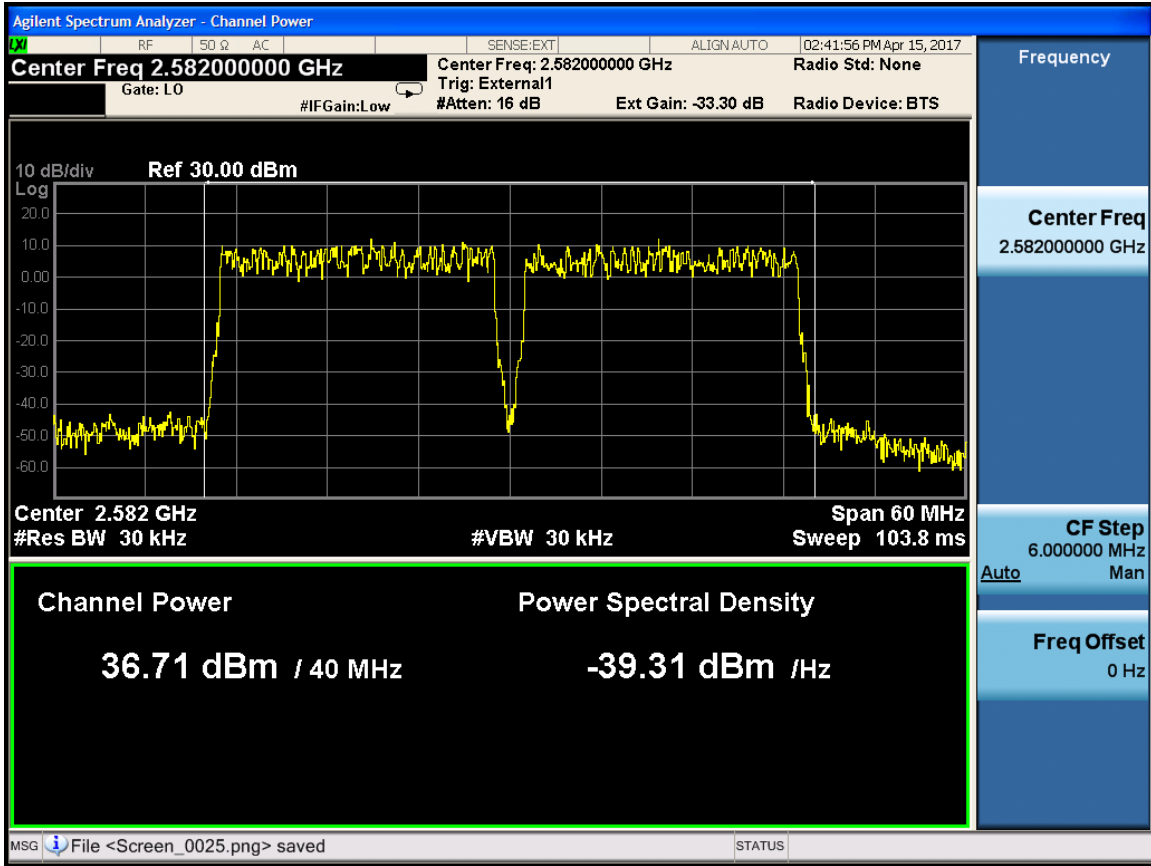 Agilent Spectrum Analyzer - Channel Power
LXI RF 50 Ω AC SENSE:EXT ALIGN AUTO 02:41:56 PM Apr 15, 2017
Center Freq 2.582000000 GHz
Gate: LO
#IFGain:Low
Center Freq: 2.582000000 GHz
Trig: External1
#Atten: 16 dB Ext Gain: -33.30 dB
Radio Std: None
Radio Device: BTS
10 dB/div Ref 30.00 dBm
Log
20.0
10.0
0.00
-10.0
-20.0
-30.0
-40.0
-50.0
-60.0
Center 2.582 GHz Span 60 MHz
#Res BW 30 kHz #VBW 30 kHz Sweep 103.8 ms
Channel Power Power Spectral Density
36.71 dBm / 40 MHz -39.31 dBm /Hz
Frequency
Center Freq
2.582000000 GHz
CF Step
6.000000 MHz
Auto Man
Freq Offset
0 Hz
MSG File <Screen_0025.png> saved STATUS